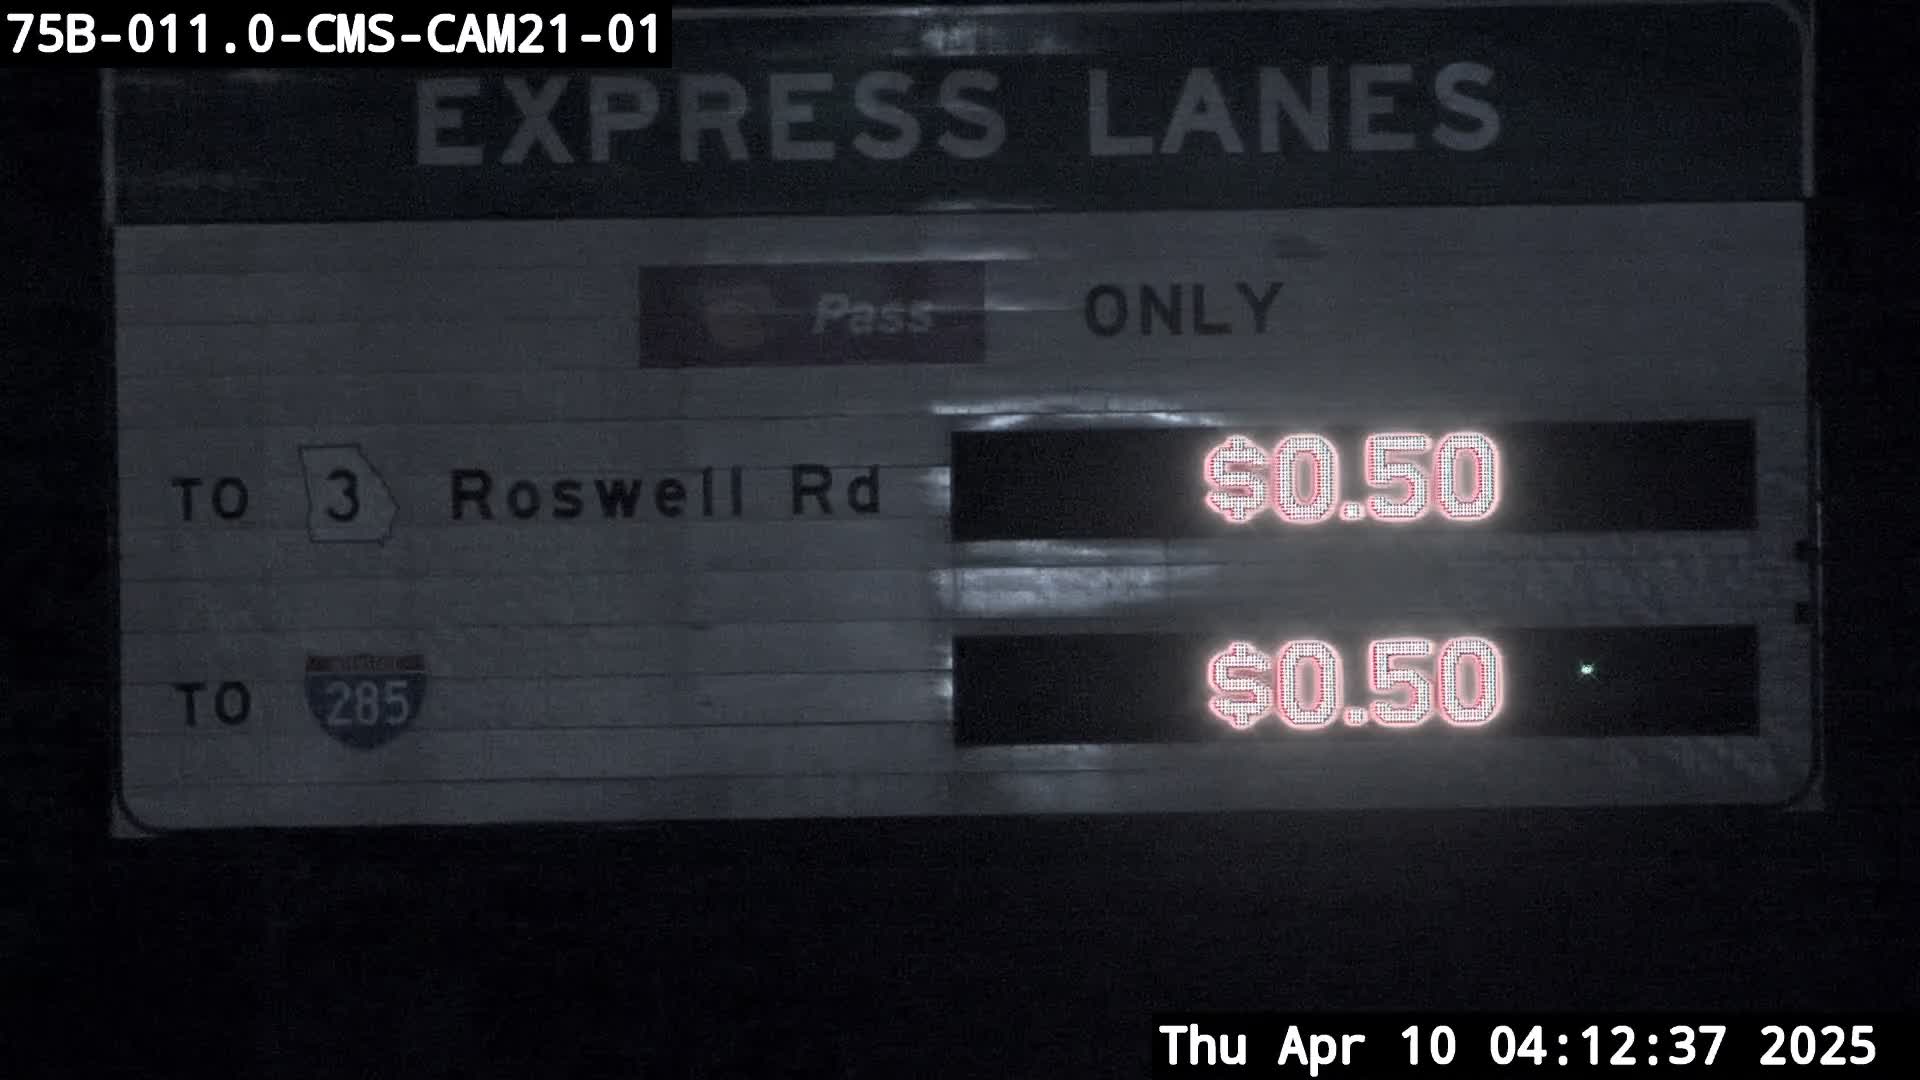 75B-011.0-CMS-CAM21-01
EXPRESS LANES
Pass ONLY
TO 3 Roswell Rd $0.50
TO 285 $0.50
Thu Apr 10 04:12:37 2025